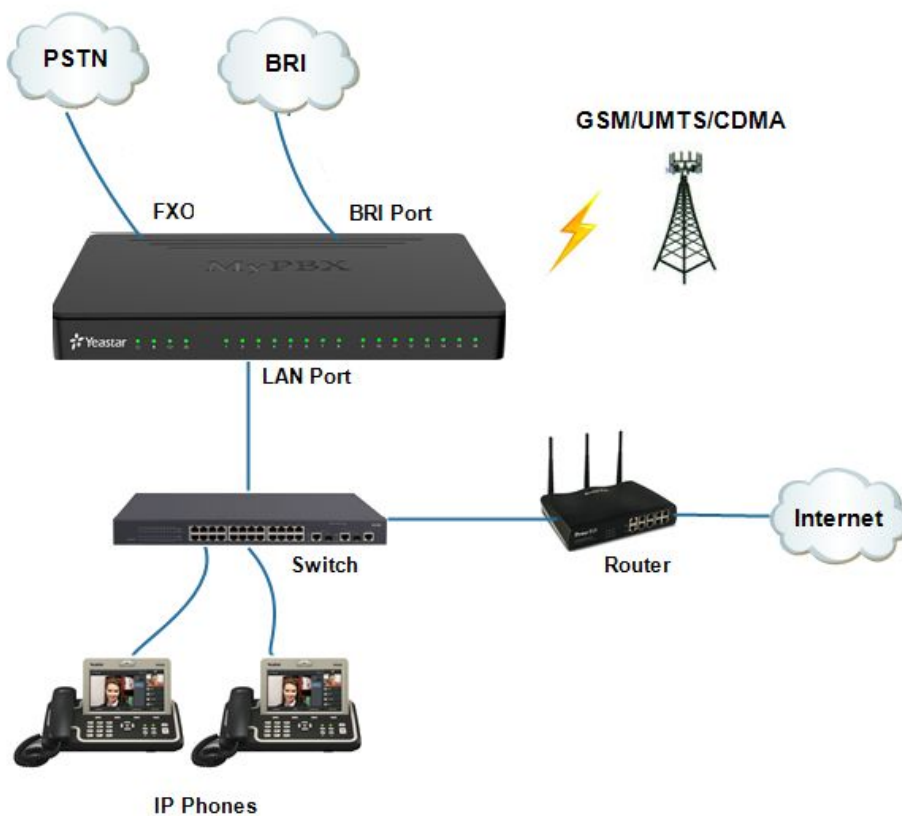 PSTN
BRI
GSM/UMTS/CDMA
FXO
BRI Port
MyPBX
Yeastar
LAN Port
Switch
Router
Internet
IP Phones